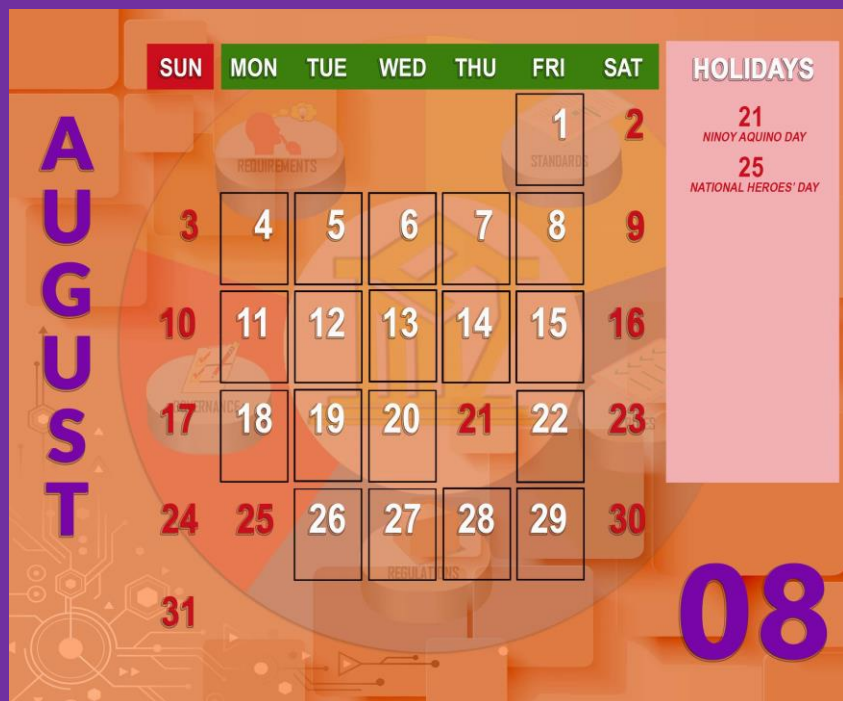 AUGUST
SUN MON TUE WED THU FRI SAT
1 2
3 4 5 6 7 8 9
10 11 12 13 14 15 16
17 18 19 20 21 22 23
24 25 26 27 28 29 30
31
HOLIDAYS
21
NINOY AQUINO DAY
25
NATIONAL HEROES' DAY
REQUIREMENTS
STANDARDS
GOVERNANCE
REGULATIONS
08